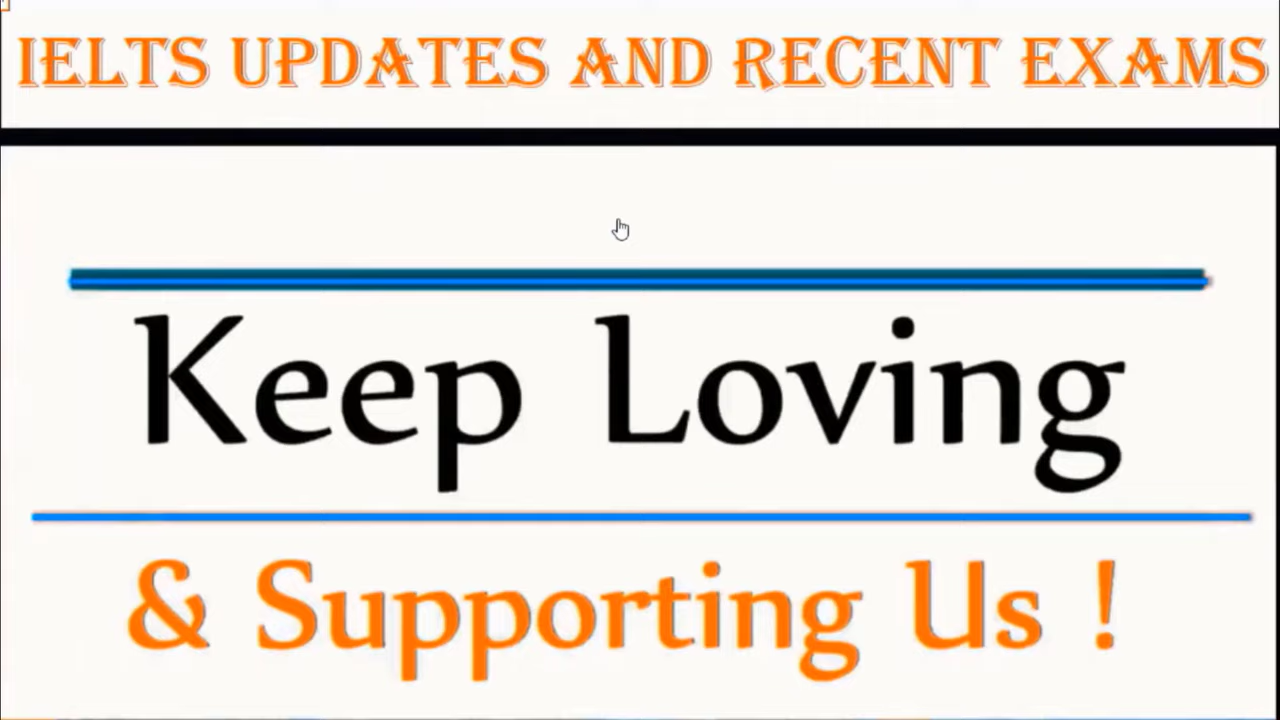 IELTS UPDATES AND RECENT EXAMS
Keep Loving
& Supporting Us !